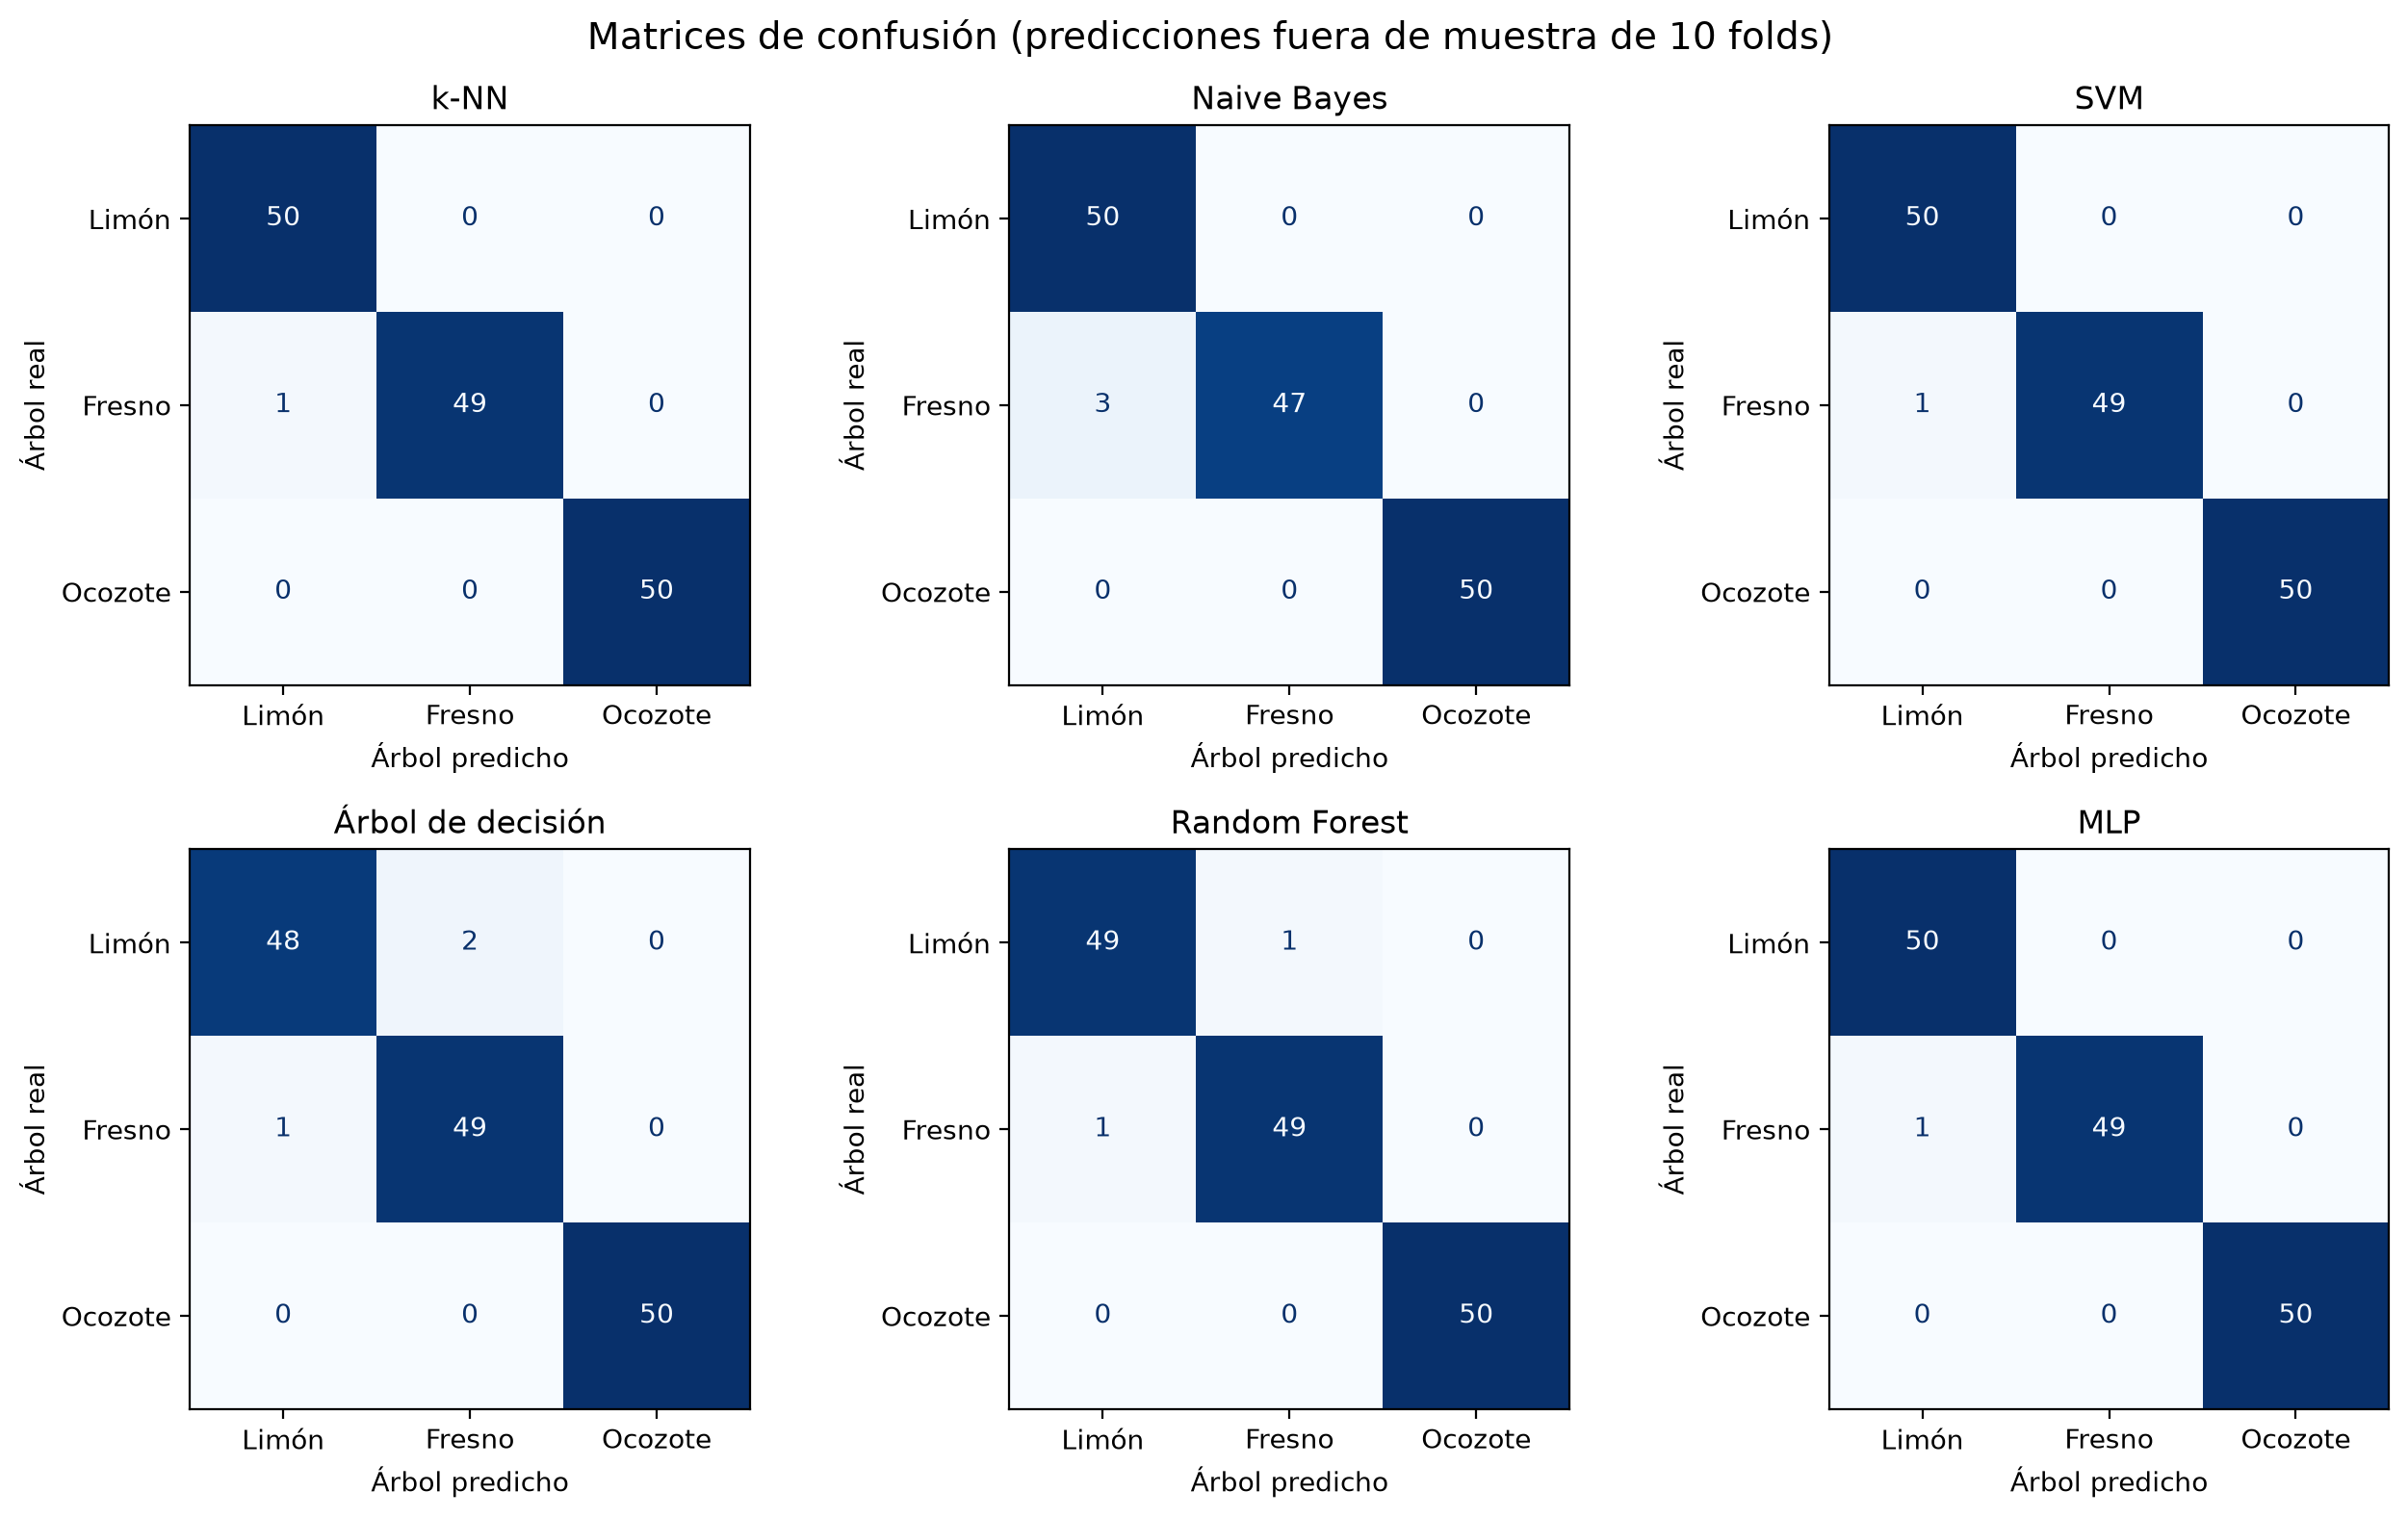 Matrices de confusión (predicciones fuera de muestra de 10 folds)
k-NN
Árbol real
Limón 50 0 0
Fresno 1 49 0
Ocozote 0 0 50
Limón Fresno Ocozote
Árbol predicho
Naive Bayes
Árbol real
Limón 50 0 0
Fresno 3 47 0
Ocozote 0 0 50
Limón Fresno Ocozote
Árbol predicho
SVM
Árbol real
Limón 50 0 0
Fresno 1 49 0
Ocozote 0 0 50
Limón Fresno Ocozote
Árbol predicho
Árbol de decisión
Árbol real
Limón 48 2 0
Fresno 1 49 0
Ocozote 0 0 50
Limón Fresno Ocozote
Árbol predicho
Random Forest
Árbol real
Limón 49 1 0
Fresno 1 49 0
Ocozote 0 0 50
Limón Fresno Ocozote
Árbol predicho
MLP
Árbol real
Limón 50 0 0
Fresno 1 49 0
Ocozote 0 0 50
Limón Fresno Ocozote
Árbol predicho